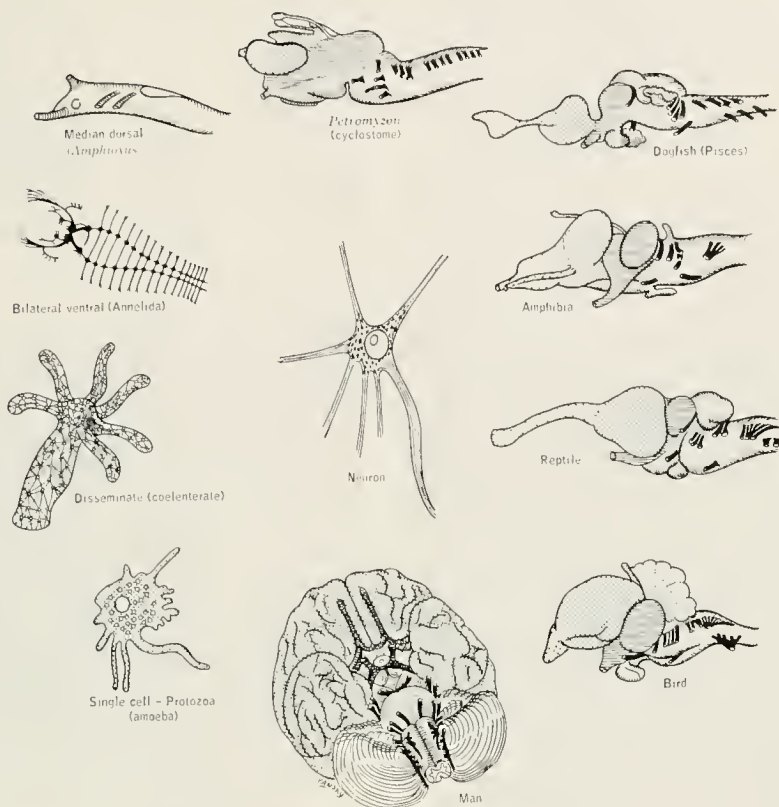 Median dorsal
(Amphioxus
Petromyzon
(cyclostome)
Dogfish (Pisces)
Bilateral ventral (Annelida)
Amphibia
Neuron
Disseminate (coelenterate)
Reptile
Single cell - Protozoa
(amoeba)
Bird
PANSKY
Man